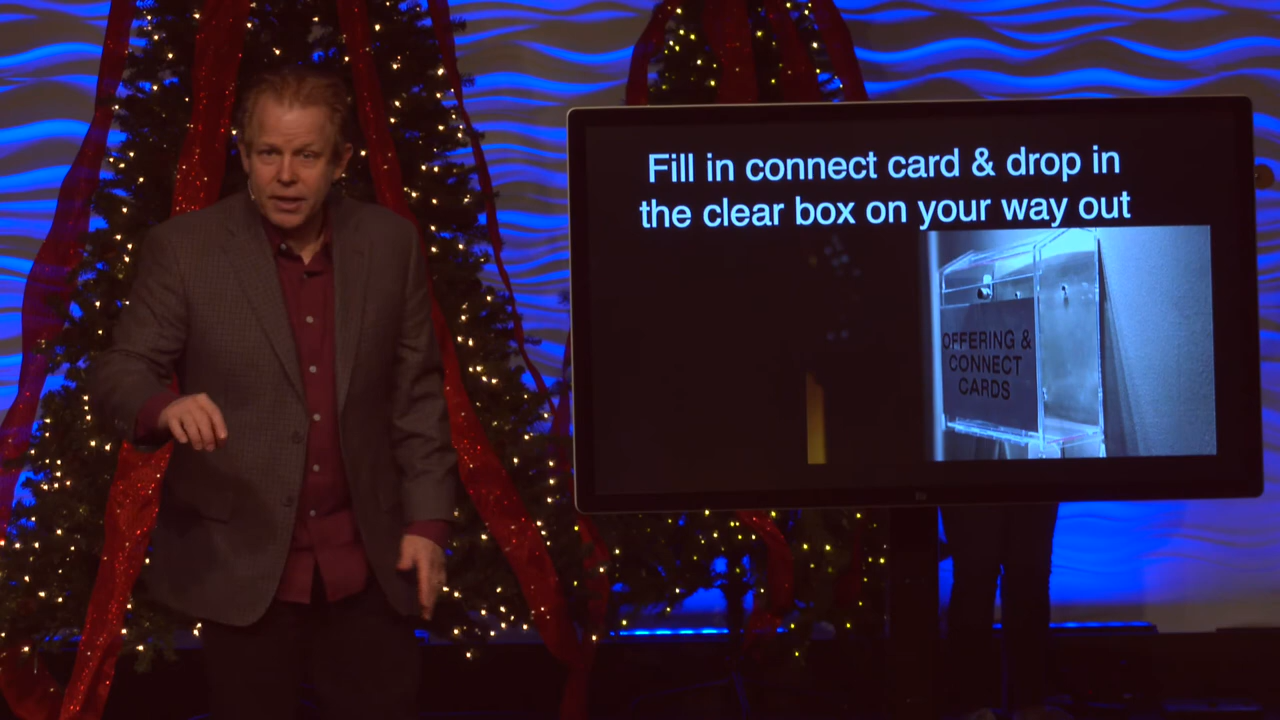 Fill in connect card & drop in
the clear box on your way out
OFFERING &
CONNECT
CARDS